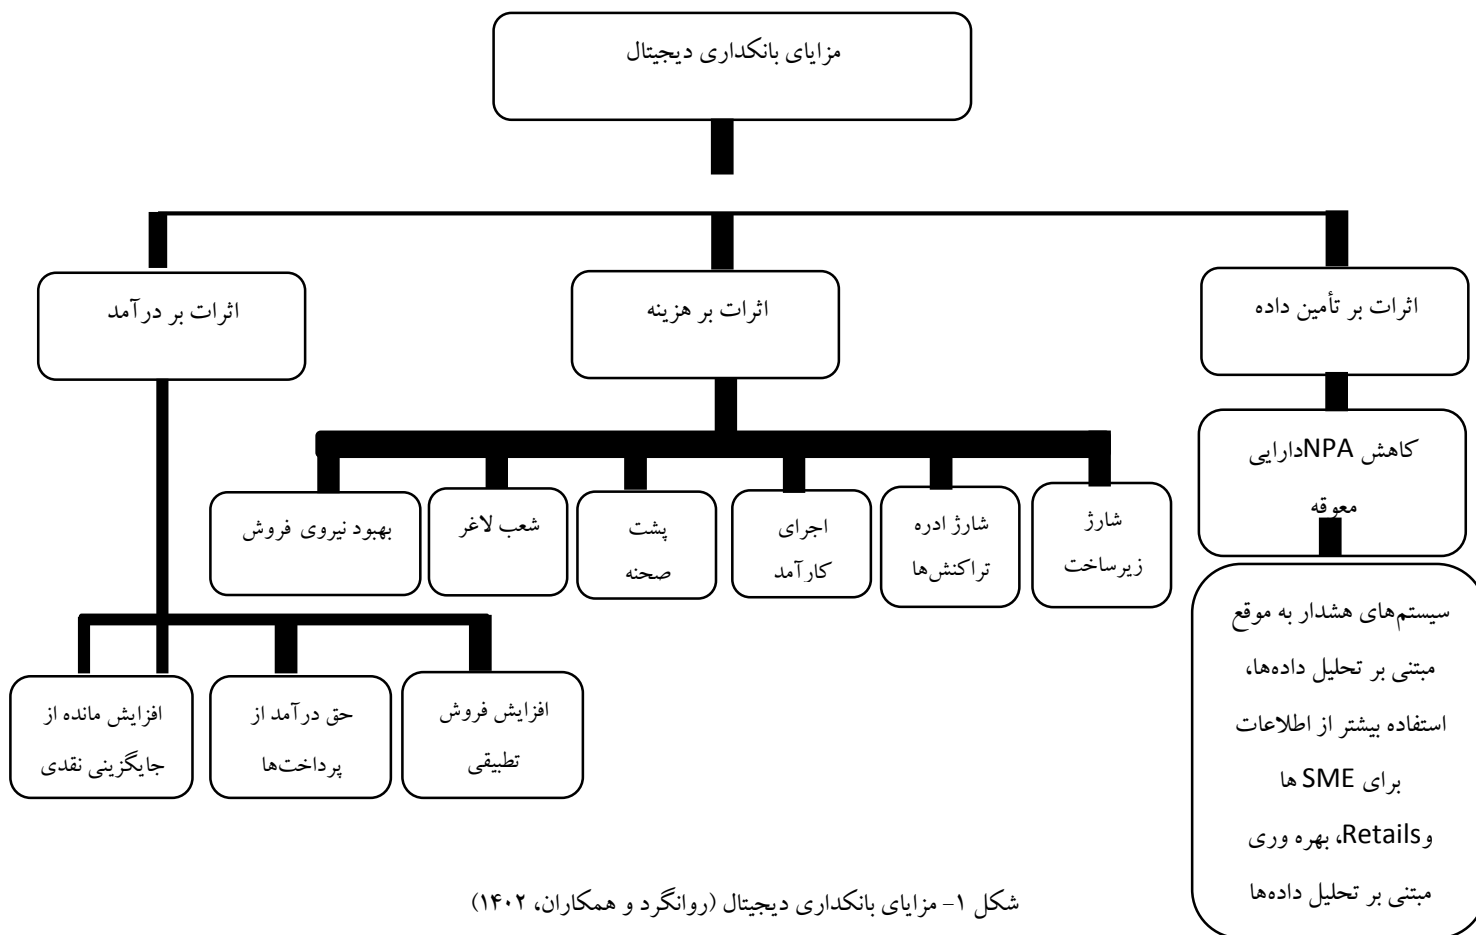 مزایای بانکداری دیجیتال
اثرات بر تأمین داده
اثرات بر هزینه
اثرات بر درآمد
کاهش NPAدارایی
معوقه
سیستم‌های هشدار به موقع
مبتنی بر تحلیل داده‌ها،
استفاده بیشتر از اطلاعات
برای SME ها
وRetails، بهره وری
مبتنی بر تحلیل داده‌ها
شارژ
زیرساخت
شارژ ادره
تراکنش‌ها
اجرای
کارآمد
پشت
صحنه
شعب لاغر
بهبود نیروی فروش
افزایش فروش
تطبیقی
حق درآمد از
پرداخت‌ها
افزایش مانده از
جایگزینی نقدی
شکل ۱- مزایای بانکداری دیجیتال (روانگرد و همکاران، ۱۴۰۲)